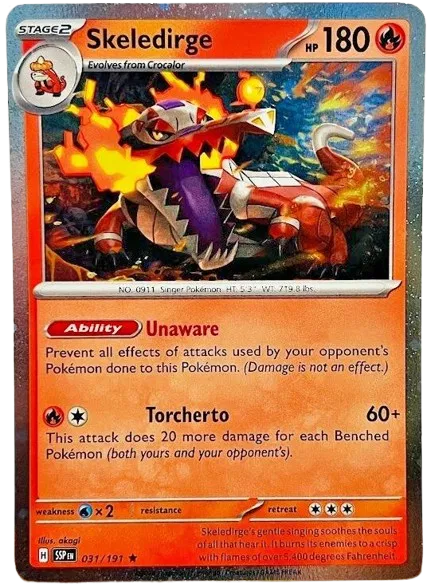 STAGE2
Skeledirge
HP 180
Evolves from Crocalor
NO. 0911 Singer Pokémon HT: 5'3" WT: 719.8 lbs.
Ability Unaware
Prevent all effects of attacks used by your opponent's
Pokémon done to this Pokémon. (Damage is not an effect.)
Torcherto 60+
This attack does 20 more damage for each Benched
Pokémon (both yours and your opponent's).
weakness ×2 resistance retreat
Illus. akagi
H SSP EN 031/191 ★
Skeledirge's gentle singing soothes the souls
of all that hear it. It burns its enemies to a crisp
with flames of over 5,400 degrees Fahrenheit.